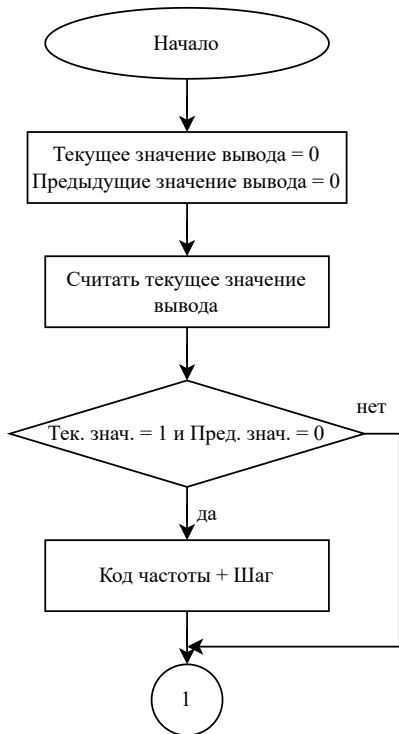 Начало
Текущее значение вывода = 0
Предыдущие значение вывода = 0
Считать текущее значение
вывода
Тек. знач. = 1 и Пред. знач. = 0
нет
да
Код частоты + Шаг
1